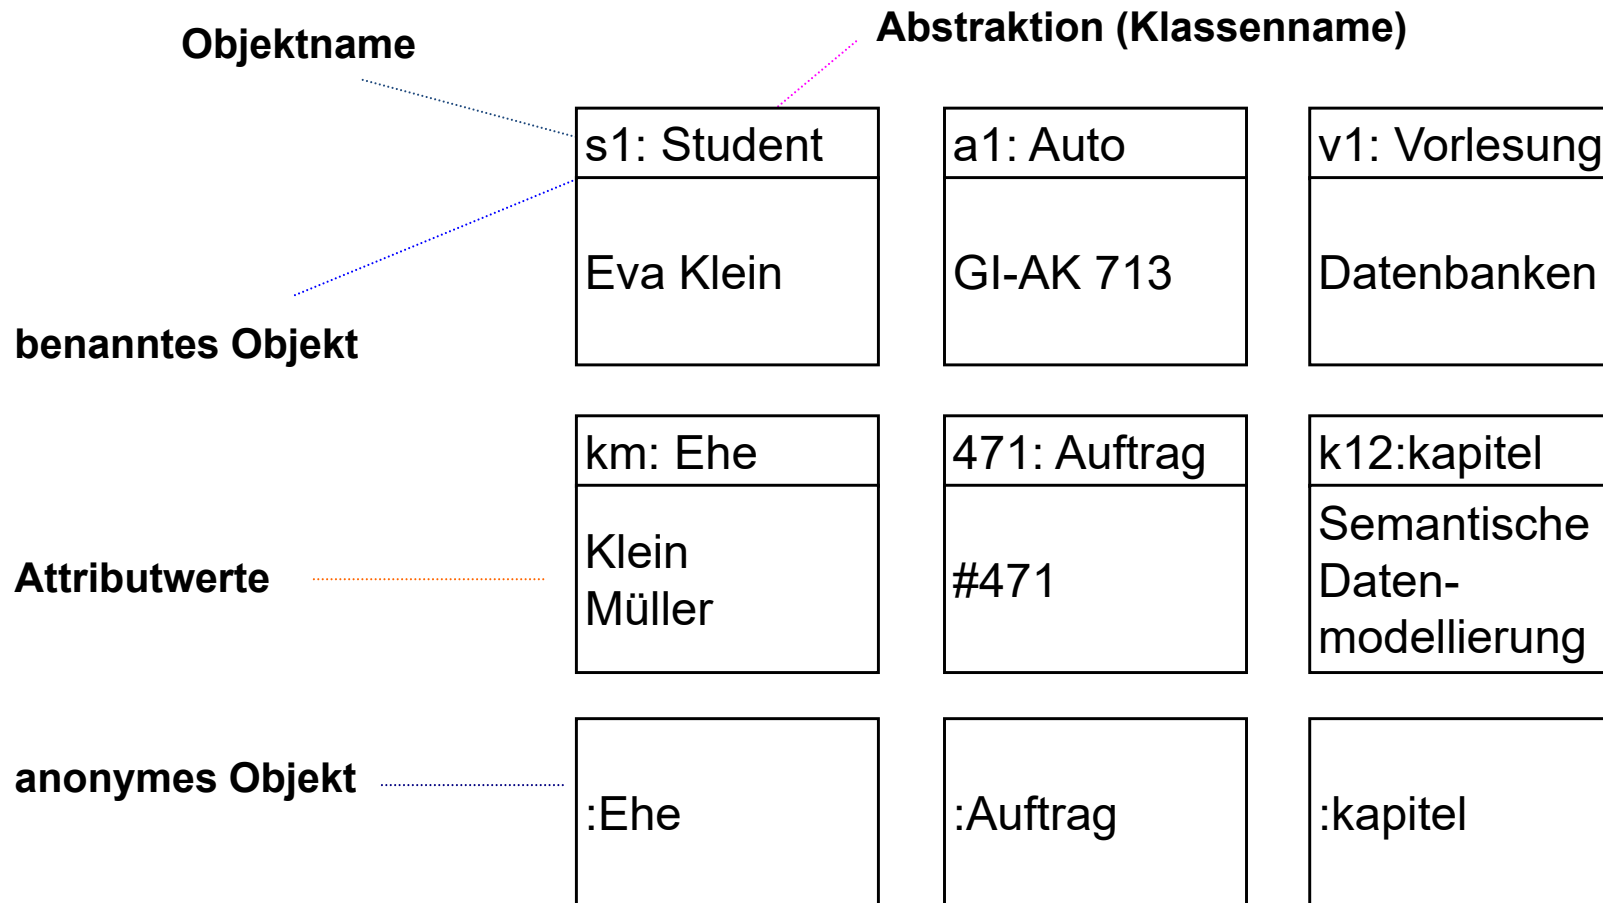 Objektname
Abstraktion (Klassenname)
s1: Student
a1: Auto
v1: Vorlesung
Eva Klein
GI-AK 713
Datenbanken
benanntes Objekt
km: Ehe
471: Auftrag
k12:kapitel
Attributwerte
Klein
Müller
#471
Semantische
Daten-
modellierung
anonymes Objekt
:Ehe
:Auftrag
:kapitel